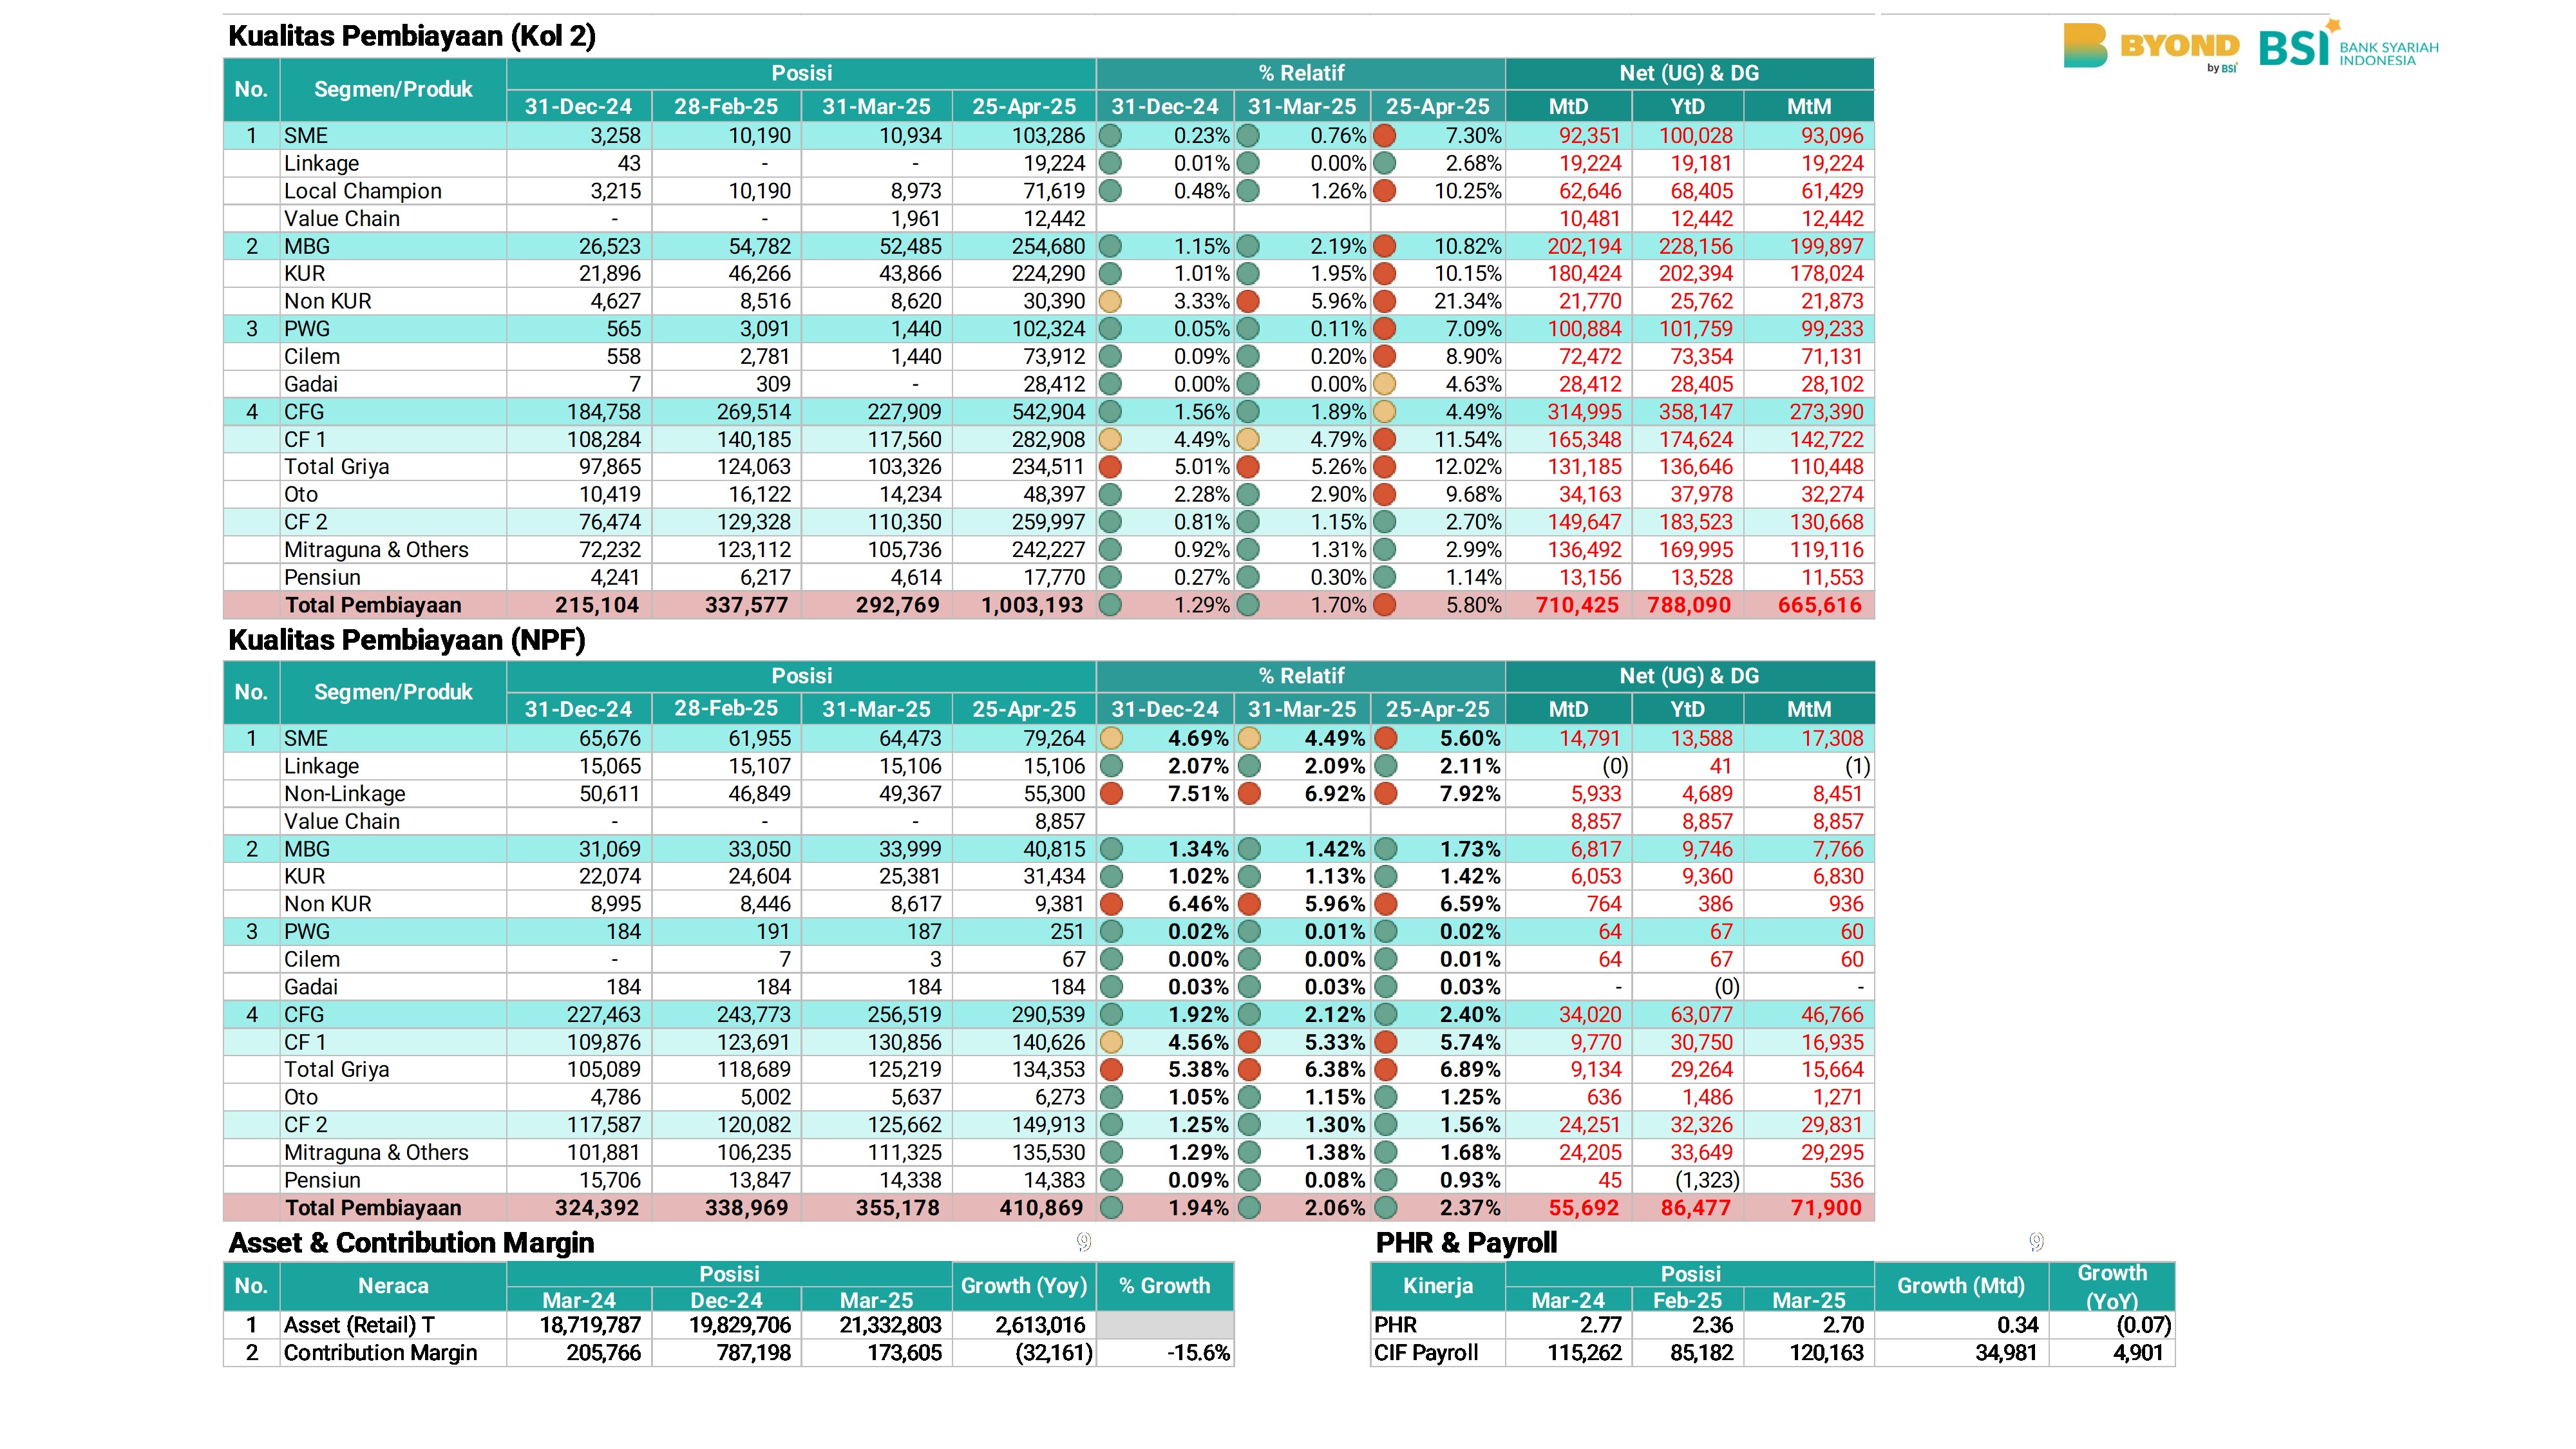 Kualitas Pembiayaan (Kol 2)
BYOND by BSI BSI BANK SYARIAH INDONESIA
No. Segmen/Produk Posisi % Relatif Net (UG) & DG
31-Dec-24 28-Feb-25 31-Mar-25 25-Apr-25 31-Dec-24 31-Mar-25 25-Apr-25 MtD YtD MtM
1 SME 3,258 10,190 10,934 103,286 0.23% 0.76% 7.30% 92,351 100,028 93,096
Linkage 43 - - 19,224 0.01% 0.00% 2.68% 19,224 19,181 19,224
Local Champion 3,215 10,190 8,973 71,619 0.48% 1.26% 10.25% 62,646 68,405 61,429
Value Chain - - 1,961 12,442 10,481 12,442 12,442
2 MBG 26,523 54,782 52,485 254,680 1.15% 2.19% 10.82% 202,194 228,156 199,897
KUR 21,896 46,266 43,866 224,290 1.01% 1.95% 10.15% 180,424 202,394 178,024
Non KUR 4,627 8,516 8,620 30,390 3.33% 5.96% 21.34% 21,770 25,762 21,873
3 PWG 565 3,091 1,440 102,324 0.05% 0.11% 7.09% 100,884 101,759 99,233
Cilem 558 2,781 1,440 73,912 0.09% 0.20% 8.90% 72,472 73,354 71,131
Gadai 7 309 - 28,412 0.00% 0.00% 4.63% 28,412 28,405 28,102
4 CFG 184,758 269,514 227,909 542,904 1.56% 1.89% 4.49% 314,995 358,147 273,390
CF 1 108,284 140,185 117,560 282,908 4.49% 4.79% 11.54% 165,348 174,624 142,722
Total Griya 97,865 124,063 103,326 234,511 5.01% 5.26% 12.02% 131,185 136,646 110,448
Oto 10,419 16,122 14,234 48,397 2.28% 2.90% 9.68% 34,163 37,978 32,274
CF 2 76,474 129,328 110,350 259,997 0.81% 1.15% 2.70% 149,647 183,523 130,668
Mitraguna & Others 72,232 123,112 105,736 242,227 0.92% 1.31% 2.99% 136,492 169,995 119,116
Pensiun 4,241 6,217 4,614 17,770 0.27% 0.30% 1.14% 13,156 13,528 11,553
Total Pembiayaan 215,104 337,577 292,769 1,003,193 1.29% 1.70% 5.80% 710,425 788,090 665,616
Kualitas Pembiayaan (NPF)
No. Segmen/Produk Posisi % Relatif Net (UG) & DG
31-Dec-24 28-Feb-25 31-Mar-25 25-Apr-25 31-Dec-24 31-Mar-25 25-Apr-25 MtD YtD MtM
1 SME 65,676 61,955 64,473 79,264 4.69% 4.49% 5.60% 14,791 13,588 17,308
Linkage 15,065 15,107 15,106 15,106 2.07% 2.09% 2.11% (0) 41 (1)
Non-Linkage 50,611 46,849 49,367 55,300 7.51% 6.92% 7.92% 5,933 4,689 8,451
Value Chain - - - 8,857 8,857 8,857 8,857
2 MBG 31,069 33,050 33,999 40,815 1.34% 1.42% 1.73% 6,817 9,746 7,766
KUR 22,074 24,604 25,381 31,434 1.02% 1.13% 1.42% 6,053 9,360 6,830
Non KUR 8,995 8,446 8,617 9,381 6.46% 5.96% 6.59% 764 386 936
3 PWG 184 191 187 251 0.02% 0.01% 0.02% 64 67 60
Cilem - 7 3 67 0.00% 0.00% 0.01% 64 67 60
Gadai 184 184 184 184 0.03% 0.03% 0.03% - (0) -
4 CFG 227,463 243,773 256,519 290,539 1.92% 2.12% 2.40% 34,020 63,077 46,766
CF 1 109,876 123,691 130,856 140,626 4.56% 5.33% 5.74% 9,770 30,750 16,935
Total Griya 105,089 118,689 125,219 134,353 5.38% 6.38% 6.89% 9,134 29,264 15,664
Oto 4,786 5,002 5,637 6,273 1.05% 1.15% 1.25% 636 1,486 1,271
CF 2 117,587 120,082 125,662 149,913 1.25% 1.30% 1.56% 24,251 32,326 29,831
Mitraguna & Others 101,881 106,235 111,325 135,530 1.29% 1.38% 1.68% 24,205 33,649 29,295
Pensiun 15,706 13,847 14,338 14,383 0.09% 0.08% 0.93% 45 (1,323) 536
Total Pembiayaan 324,392 338,969 355,178 410,869 1.94% 2.06% 2.37% 55,692 86,477 71,900
Asset & Contribution Margin 9
No. Neraca Posisi Growth (Yoy) % Growth
Mar-24 Dec-24 Mar-25
1 Asset (Retail) T 18,719,787 19,829,706 21,332,803 2,613,016
2 Contribution Margin 205,766 787,198 173,605 (32,161) -15.6%
PHR & Payroll 9
Kinerja Posisi Growth (Mtd) Growth (YoY)
Mar-24 Feb-25 Mar-25
PHR 2.77 2.36 2.70 0.34 (0.07)
CIF Payroll 115,262 85,182 120,163 34,981 4,901